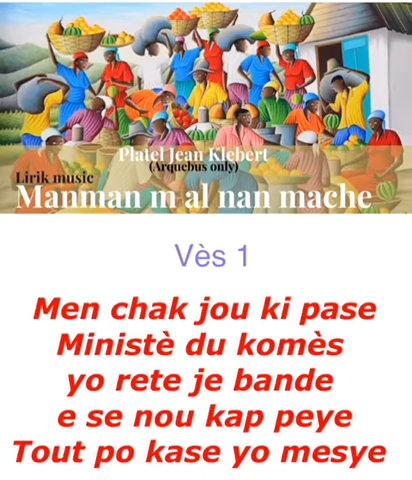 Platel Jean Klebert
(Arquebus only)
Lirik music
Manman m al nan mache
Vès 1
Men chak jou ki pase
Ministè du komès
yo rete je bande
e se nou kap peye
Tout po kase yo mesye